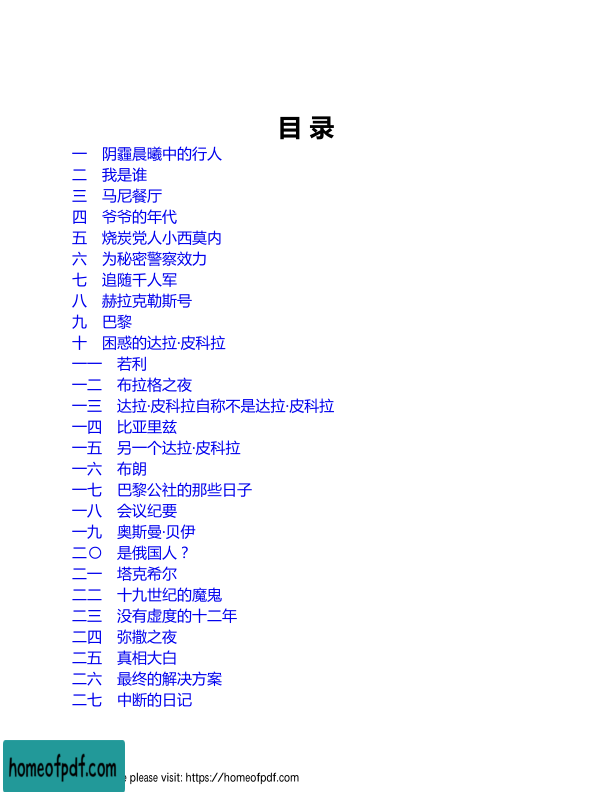 目 录
一 阴霾晨曦中的行人
二 我是谁
三 马尼餐厅
四 爷爷的年代
五 烧炭党人小西莫内
六 为秘密警察效力
七 追随千人军
八 赫拉克勒斯号
九 巴黎
十 困惑的达拉·皮科拉
一一 若利
一二 布拉格之夜
一三 达拉·皮科拉自称不是达拉·皮科拉
一四 比亚里兹
一五 另一个达拉·皮科拉
一六 布朗
一七 巴黎公社的那些日子
一八 会议纪要
一九 奥斯曼·贝伊
二〇 是俄国人？
二一 塔克希尔
二二 十九世纪的魔鬼
二三 没有虚度的十二年
二四 弥撒之夜
二五 真相大白
二六 最终的解决方案
二七 中断的日记
homeofpdf.com
please visit: https://homeofpdf.com